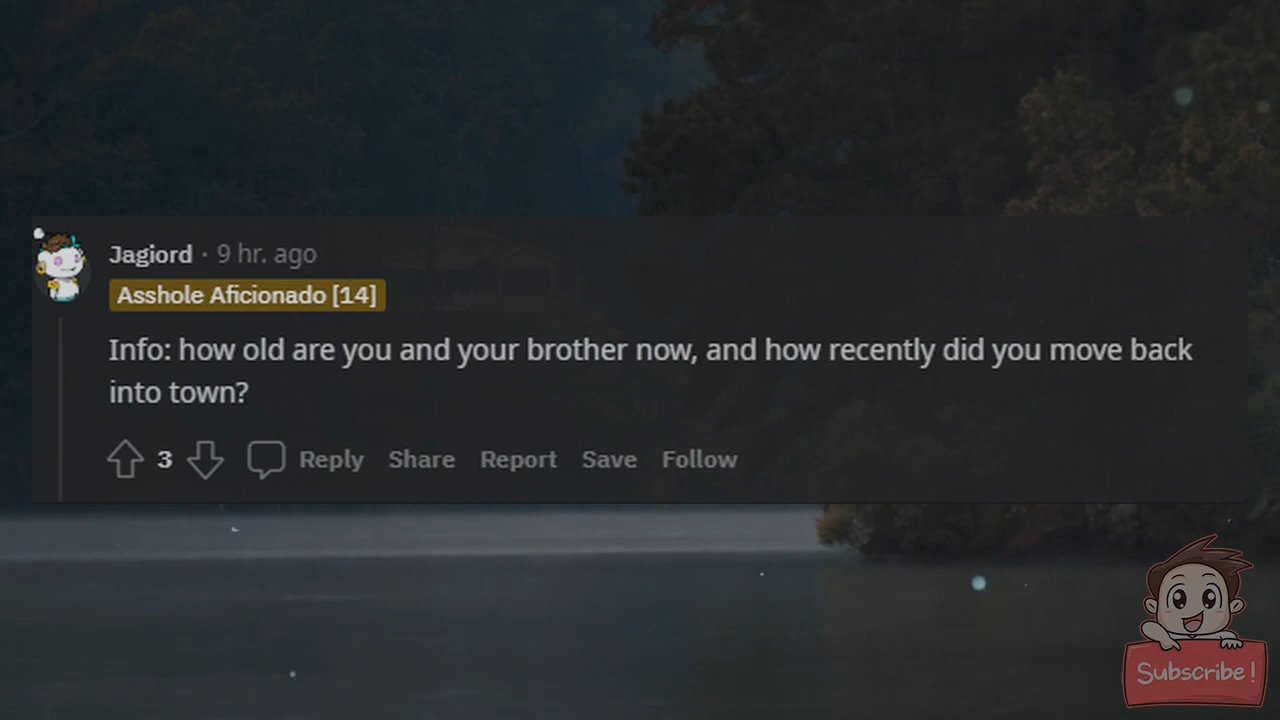 Jagiord · 9 hr. ago
Asshole Aficionado [14]
Info: how old are you and your brother now, and how recently did you move back
into town?
3 Reply Share Report Save Follow
Subscribe!